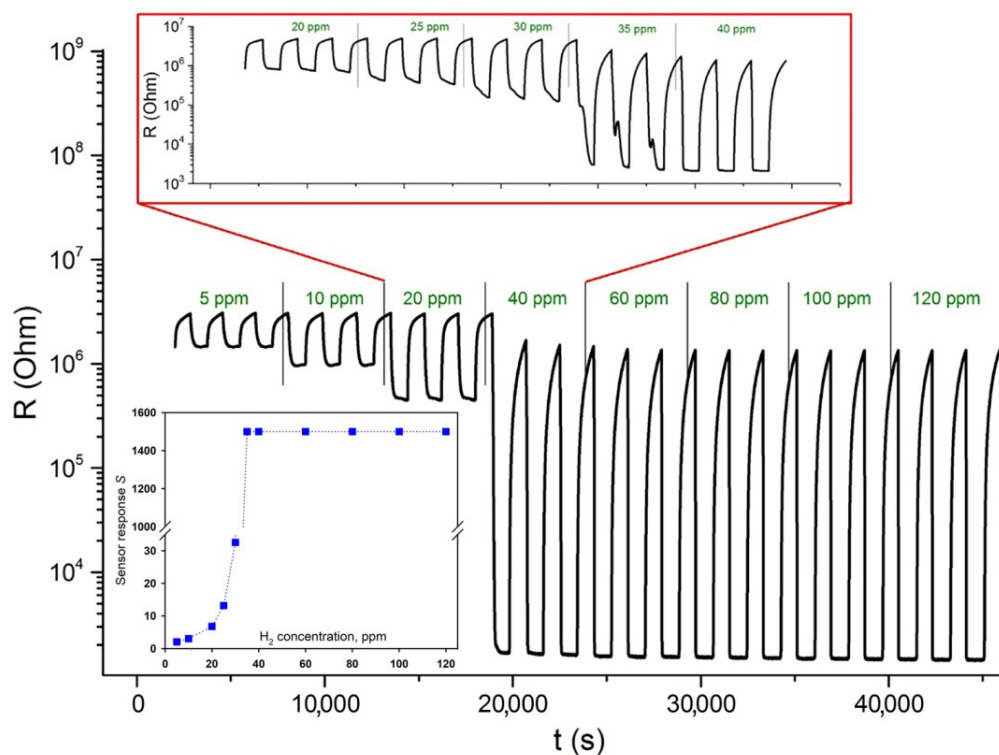 20 ppm 25 ppm 30 ppm 35 ppm 40 ppm
10⁷
10⁶
10⁵
10⁴
10³
R (Ohm)
10⁹
10⁸
10⁷
10⁶
10⁵
10⁴
R (Ohm)
5 ppm 10 ppm 20 ppm 40 ppm 60 ppm 80 ppm 100 ppm 120 ppm
1600
1500
1400
1300
1200
1100
1000
30
20
10
0
Sensor response S
H₂ concentration, ppm
0 20 40 60 80 100 120
0 10,000 20,000 30,000 40,000
t (s)